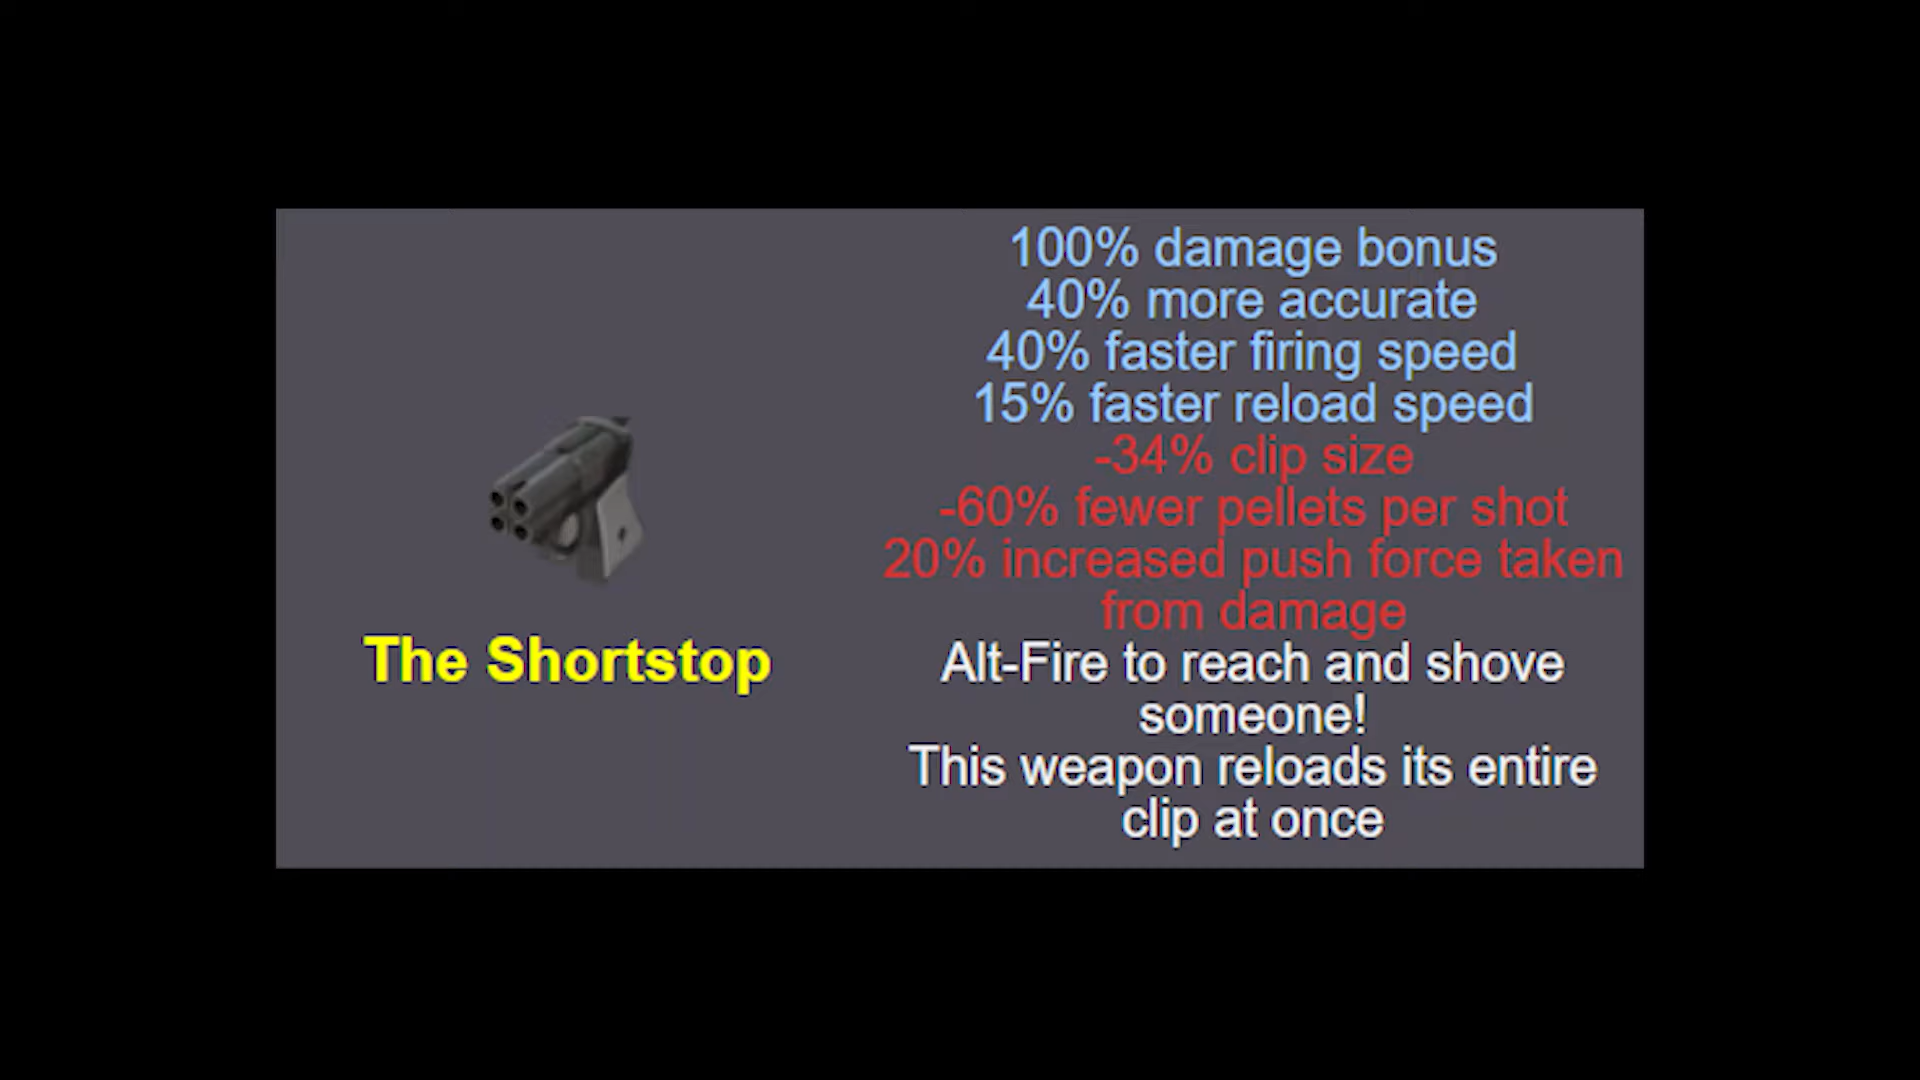 The Shortstop
100% damage bonus
40% more accurate
40% faster firing speed
15% faster reload speed
-34% clip size
-60% fewer pellets per shot
20% increased push force taken
from damage
Alt-Fire to reach and shove
someone!
This weapon reloads its entire
clip at once